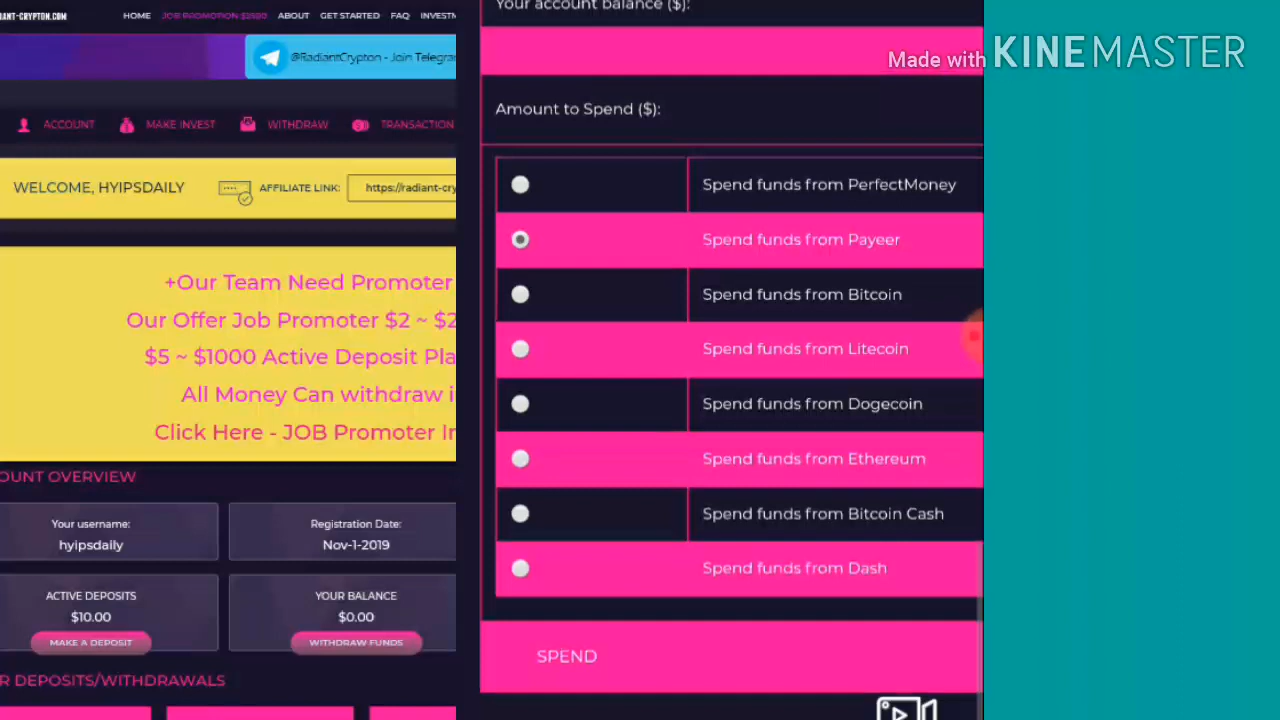 IANT-CRYPTON.COM
HOME JOB PROMOTION $2500 ABOUT GET STARTED FAQ INVESTM
@RadiantCrypton - Join Telegra
ACCOUNT MAKE INVEST WITHDRAW TRANSACTION
WELCOME, HYIPSDAILY AFFILIATE LINK: https://radiant-cry
+Our Team Need Promoter
Our Offer Job Promoter $2 ~ $2
$5 ~ $1000 Active Deposit Pla
All Money Can withdraw i
Click Here - JOB Promoter In
OUNT OVERVIEW
Your username:
hyipsdaily
Registration Date:
Nov-1-2019
ACTIVE DEPOSITS
$10.00
MAKE A DEPOSIT
YOUR BALANCE
$0.00
WITHDRAW FUNDS
R DEPOSITS/WITHDRAWALS
Your account balance ($):
Amount to Spend ($):
Spend funds from PerfectMoney
Spend funds from Payeer
Spend funds from Bitcoin
Spend funds from Litecoin
Spend funds from Dogecoin
Spend funds from Ethereum
Spend funds from Bitcoin Cash
Spend funds from Dash
SPEND
Made with KINEMASTER